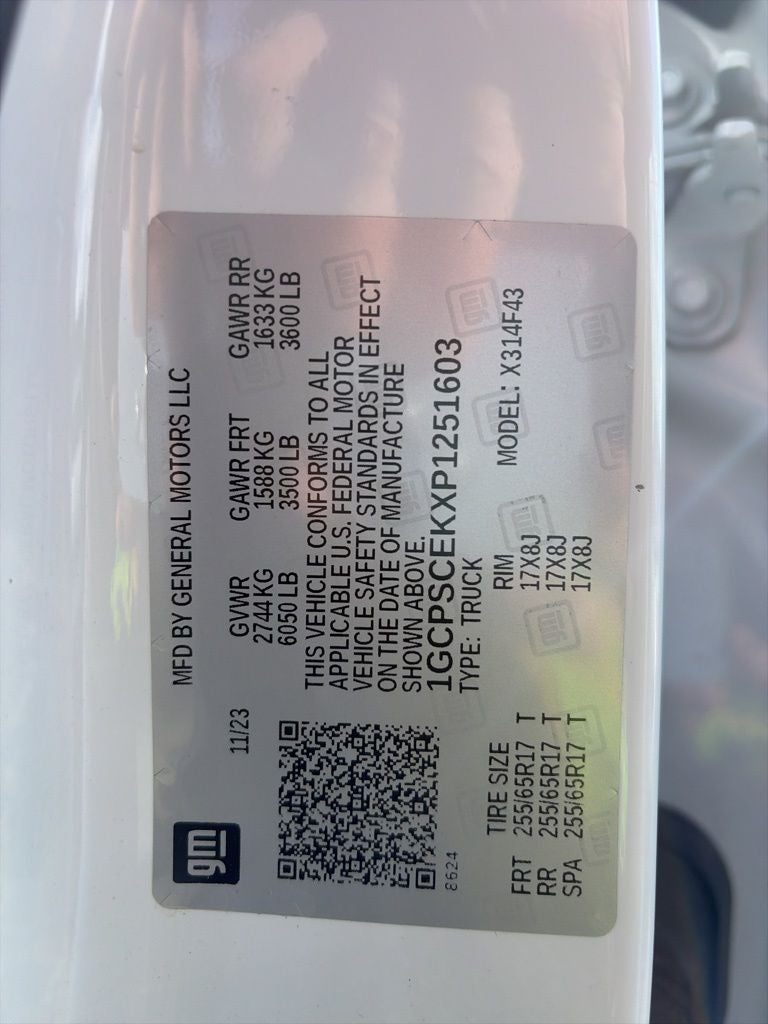 gm
MFD BY GENERAL MOTORS LLC
11/23
GVWR GAWR FRT GAWR RR
2744 KG 1588 KG 1633 KG
6050 LB 3500 LB 3600 LB
THIS VEHICLE CONFORMS TO ALL
APPLICABLE U.S. FEDERAL MOTOR
VEHICLE SAFETY STANDARDS IN EFFECT
ON THE DATE OF MANUFACTURE
SHOWN ABOVE.
1GCPSCEKXP1251603
TYPE: TRUCK
8624
TIRE SIZE RIM MODEL: X314F43
FRT 255/65R17 T 17X8J
RR 255/65R17 T 17X8J
SPA 255/65R17 T 17X8J